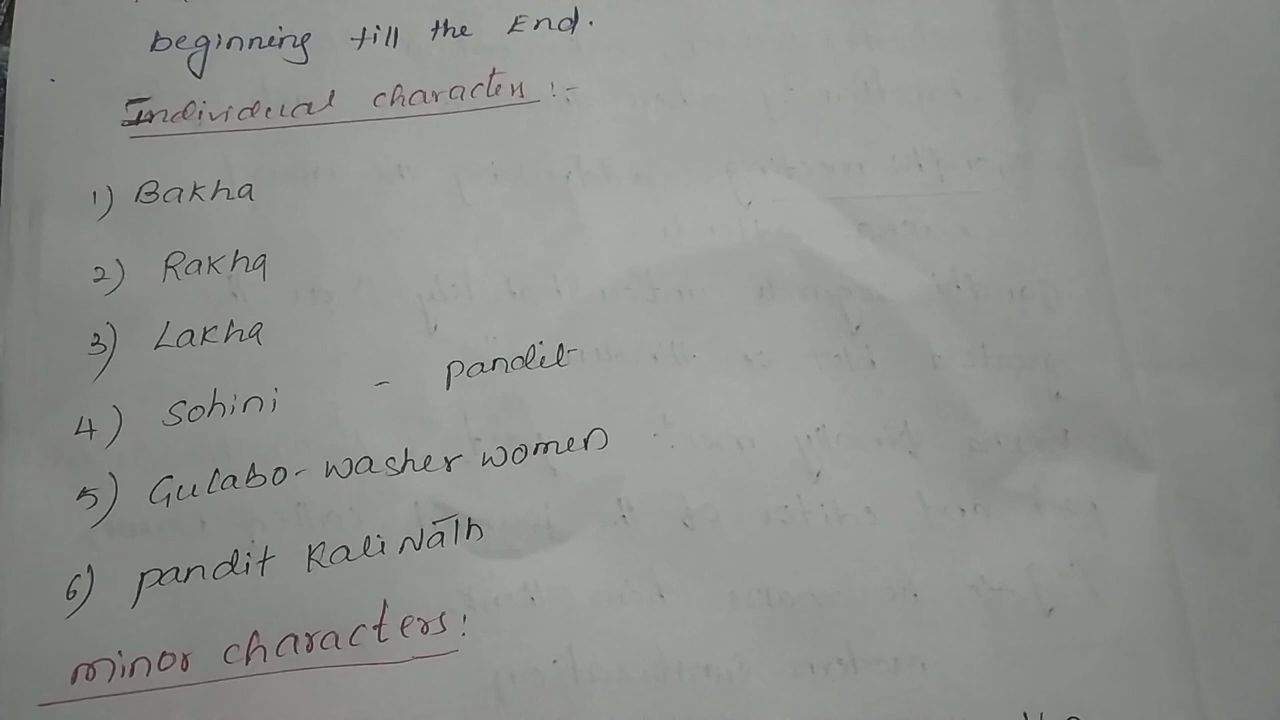 beginning till the End.
Individual characters :-
1) Bakha
2) Rakha
3) Lakha
4) Sohini - pandit
5) Gulabo - washer women
6) pandit Kali Nāth
minor characters: